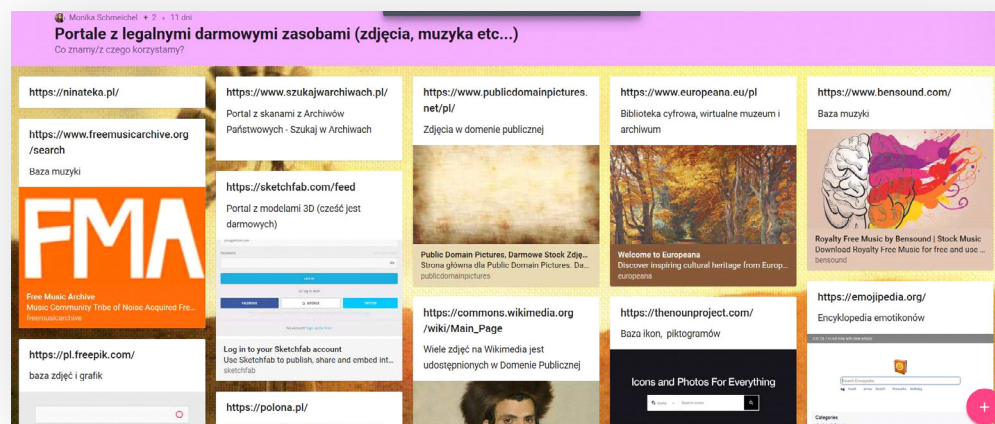 Monika Schmeichel + 2 • 11 dni
Portale z legalnymi darmowymi zasobami (zdjęcia, muzyka etc...)
Co znamy/z czego korzystamy?
https://ninateka.pl/
https://www.freemusicarchive.org
/search
Baza muzyki
FMA
Free Music Archive
Music Community Tribe of Noise Acquired Fre...
freemusicarchive
https://pl.freepik.com/
baza zdjęć i grafik
https://www.szukajwarchiwach.pl/
Portal z skanami z Archiwów
Państwowych - Szukaj w Archiwach
https://sketchfab.com/feed
Portal z modelami 3D (cześć jest
darmowych)
FACEBOOK
GOOGLE
TWITTER
Log in to your Sketchfab account
Use Sketchfab to publish, share and embed int...
sketchfab
https://polona.pl/
https://www.publicdomainpictures.
net/pl/
Zdjęcia w domenie publicznej
Public Domain Pictures, Darmowe Stock Zdję...
Strona główna dla Public Domain Pictures. Da...
publicdomainpictures
https://commons.wikimedia.org
/wiki/Main_Page
Wiele zdjęć na Wikimedia jest
udostępnionych w Domenie Publicznej
https://www.europeana.eu/pl
Biblioteka cyfrowa, wirtualne muzeum i
archiwum
Welcome to Europeana
Discover inspiring cultural heritage from Europ...
europeana
https://thenounproject.com/
Baza ikon, piktogramów
Icons and Photos For Everything
https://www.bensound.com/
Baza muzyki
Royalty Free Music by Bensound | Stock Music
Download Royalty Free Music for free and use ...
bensound
https://emojipedia.org/
Encyklopedia emotikonów
Categories